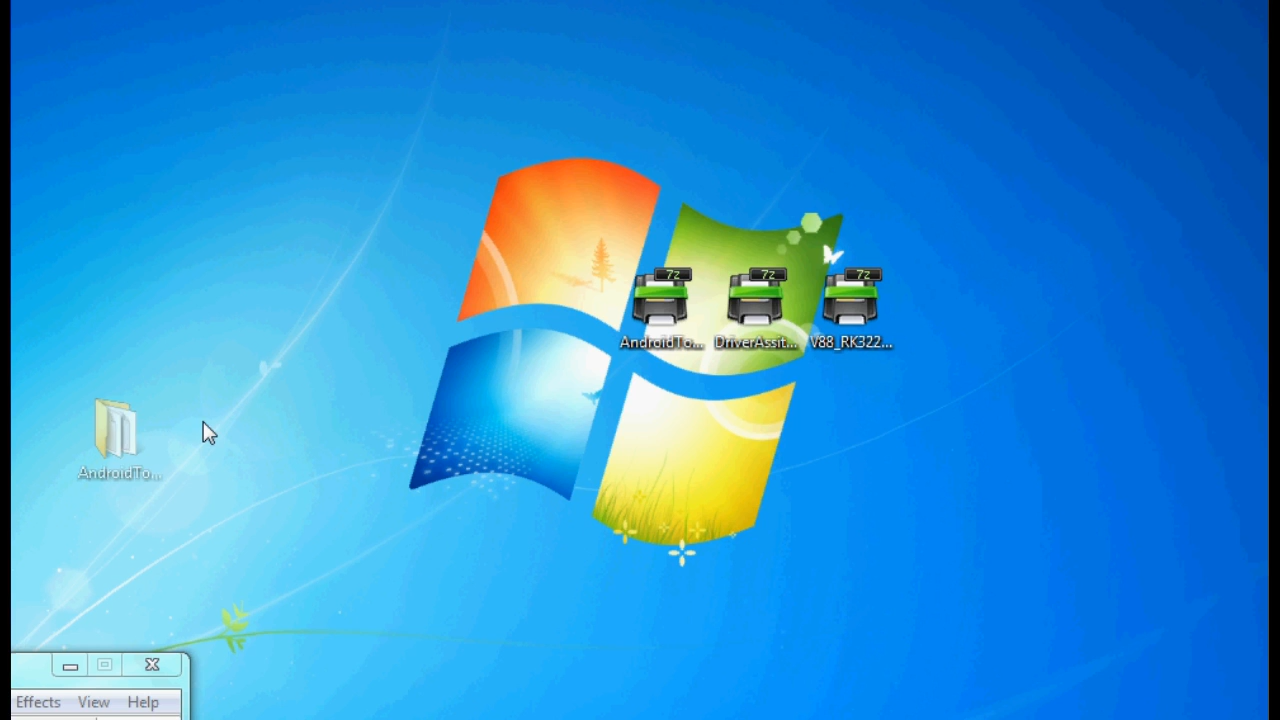 7z
7z
7z
AndroidTo...
DriverAssit...
V88_RK322...
AndroidTo...
Effects View Help